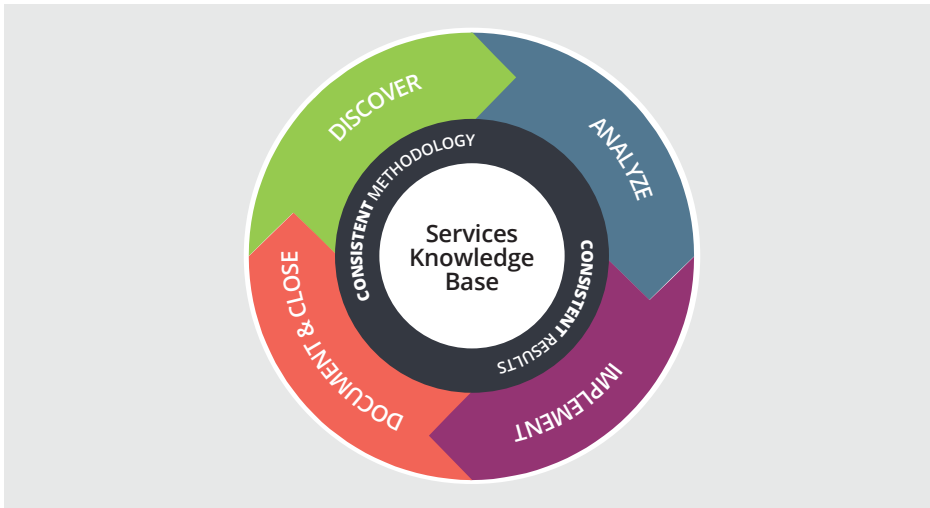 DISCOVER
ANALYZE
IMPLEMENT
DOCUMENT & CLOSE
CONSISTENT METHODOLOGY
CONSISTENT RESULTS
Services
Knowledge
Base